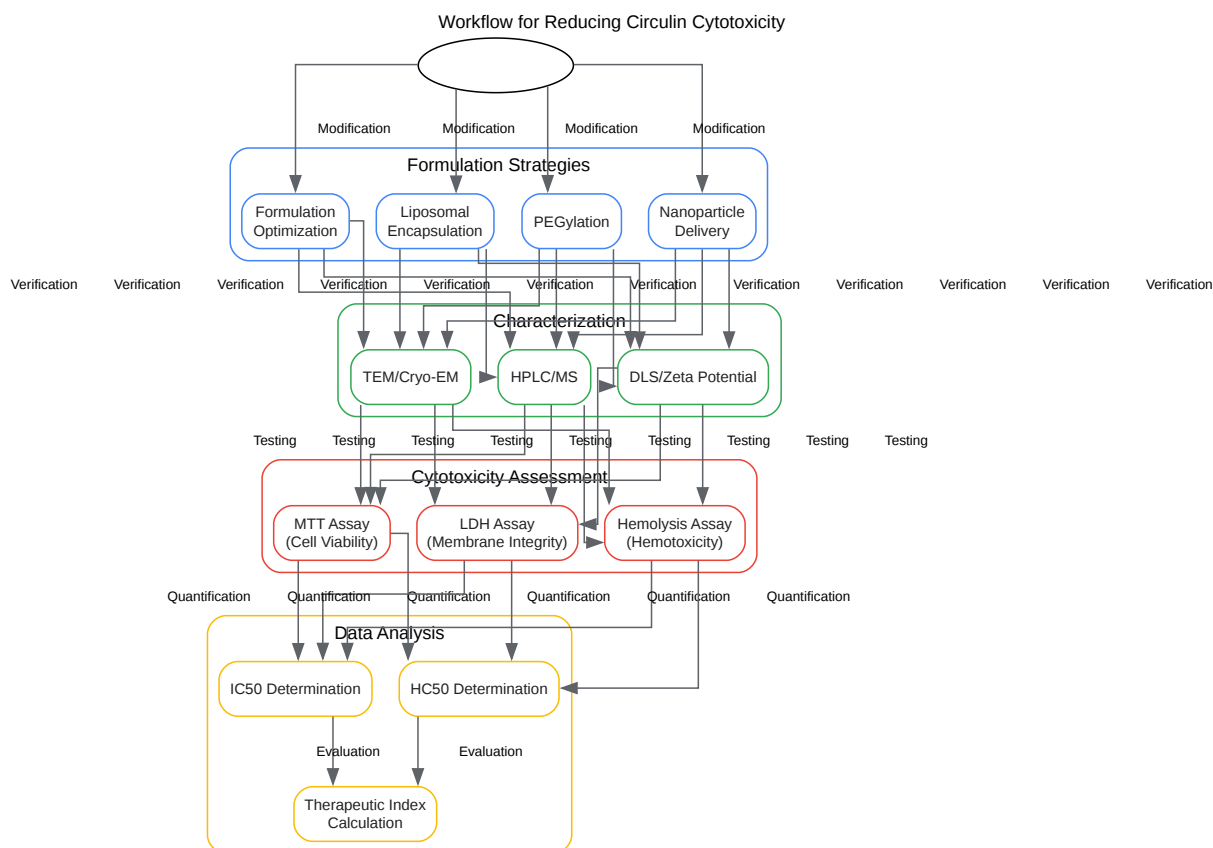 Workflow for Reducing Circulin Cytotoxicity
Modification Modification Modification Modification
Formulation Strategies
Formulation
Optimization
Liposomal
Encapsulation
PEGylation
Nanoparticle
Delivery
Verification Verification Verification Verification Verification Verification Verification Verification Verification Verification Verification Verification
Characterization
TEM/Cryo-EM
HPLC/MS
DLS/Zeta Potential
Testing Testing Testing Testing Testing Testing Testing Testing Testing
Cytotoxicity Assessment
MTT Assay
(Cell Viability)
LDH Assay
(Membrane Integrity)
Hemolysis Assay
(Hemotoxicity)
Quantification Quantification Quantification Quantification Quantification Quantification
Data Analysis
IC50 Determination
HC50 Determination
Evaluation Evaluation
Therapeutic Index
Calculation